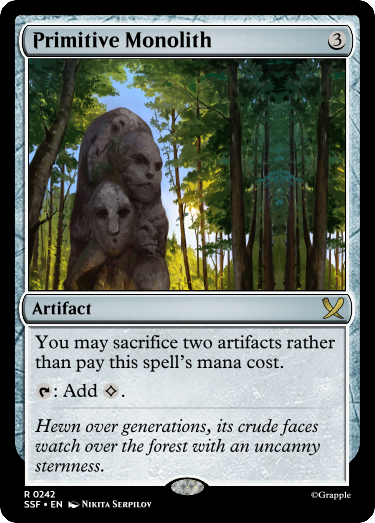 Primitive Monolith 3
Artifact
You may sacrifice two artifacts rather
than pay this spell's mana cost.
: Add .
Hewn over generations, its crude faces
watch over the forest with an uncanny
sternness.
R 0242
SSF • EN Nikita Serpilov
©Grapple